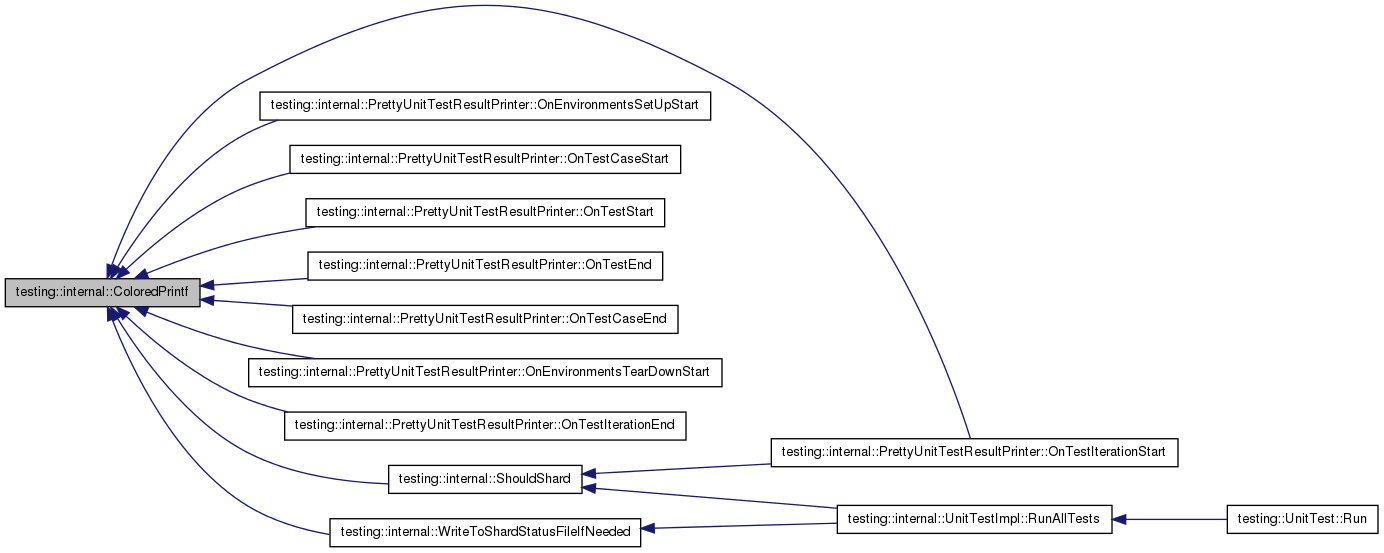 testing::internal::PrettyUnitTestResultPrinter::OnEnvironmentsSetUpStart
testing::internal::PrettyUnitTestResultPrinter::OnTestCaseStart
testing::internal::PrettyUnitTestResultPrinter::OnTestStart
testing::internal::PrettyUnitTestResultPrinter::OnTestEnd
testing::internal::ColoredPrintf
testing::internal::PrettyUnitTestResultPrinter::OnTestCaseEnd
testing::internal::PrettyUnitTestResultPrinter::OnEnvironmentsTearDownStart
testing::internal::PrettyUnitTestResultPrinter::OnTestIterationEnd
testing::internal::PrettyUnitTestResultPrinter::OnTestIterationStart
testing::internal::ShouldShard
testing::internal::UnitTestImpl::RunAllTests
testing::UnitTest::Run
testing::internal::WriteToShardStatusFileIfNeeded